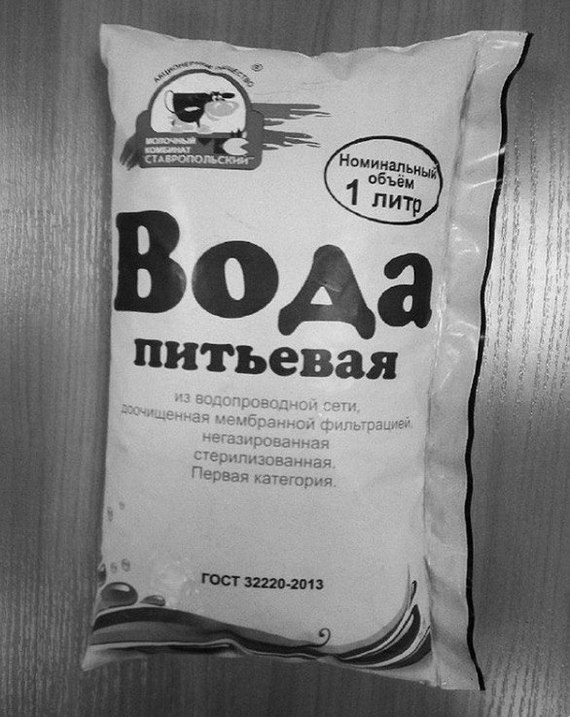 АКЦИОНЕРНОЕ ОБЩЕСТВО
®
МОЛОЧНЫЙ
КОМБИНАТ
СТАВРОПОЛЬСКИЙ
Номинальный
объём
1 литр
Вода
питьевая
из водопроводной сети,
доочищенная мембранной фильтрацией,
негазированная
стерилизованная.
Первая категория.
ГОСТ 32220-2013